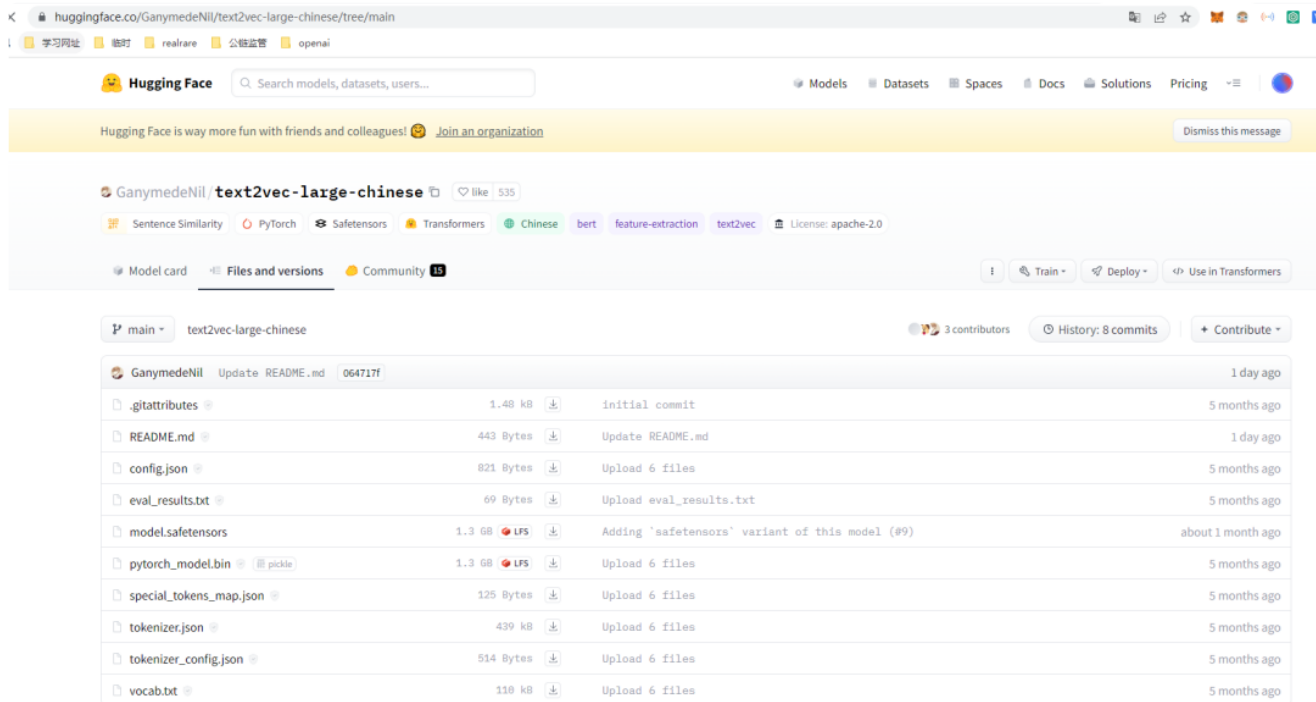 huggingface.co/GanymedeNil/text2vec-large-chinese/tree/main
学习网址 临时 realrare 公链监管 openai
Hugging Face Search models, datasets, users... Models Datasets Spaces Docs Solutions Pricing
Hugging Face is way more fun with friends and colleagues! Join an organization Dismiss this message
GanymedeNil/text2vec-large-chinese like 535
Sentence Similarity PyTorch Safetensors Transformers Chinese bert feature-extraction text2vec License: apache-2.0
Model card Files and versions Community 15 Train Deploy </> Use in Transformers
main text2vec-large-chinese 3 contributors History: 8 commits + Contribute
GanymedeNil Update README.md 064717f 1 day ago
.gitattributes 1.48 kB initial commit 5 months ago
README.md 443 Bytes Update README.md 1 day ago
config.json 821 Bytes Upload 6 files 5 months ago
eval_results.txt 69 Bytes Upload eval_results.txt 5 months ago
model.safetensors 1.3 GB LFS Adding `safetensors` variant of this model (#9) about 1 month ago
pytorch_model.bin pickle 1.3 GB LFS Upload 6 files 5 months ago
special_tokens_map.json 125 Bytes Upload 6 files 5 months ago
tokenizer.json 439 kB Upload 6 files 5 months ago
tokenizer_config.json 514 Bytes Upload 6 files 5 months ago
vocab.txt 110 kB Upload 6 files 5 months ago